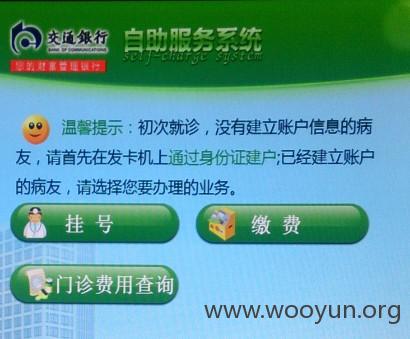 交通银行 自助服务系统
BANK OF COMMUNICATIONS self-charge system
您的财富管理银行
温馨提示：初次就诊，没有建立账户信息的病
友，请首先在发卡机上通过身份证建户;已经建立账户
的病友，请选择您要办理的业务。
挂号 缴费
门诊费用查询
www.wooyun.org